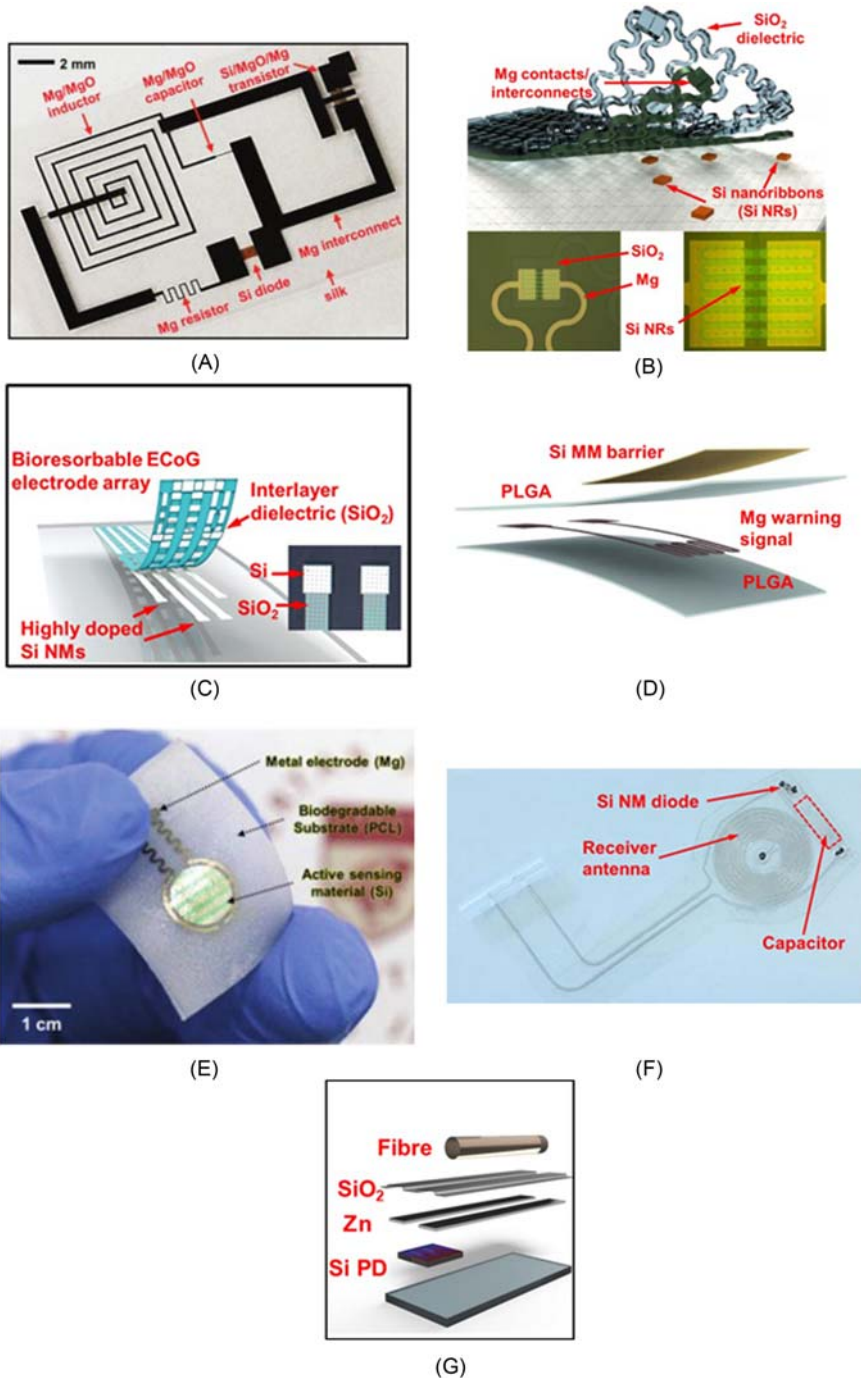 2 mm
Mg/MgO
inductor
Mg/MgO
capacitor
Si/MgO/Mg
transistor
Mg interconnect
Si diode
silk
Mg resistor
(A)
SiO2
dielectric
Mg contacts/
interconnects
Si nanoribbons
(Si NRs)
SiO2
Mg
Si NRs
(B)
Bioresorbable ECoG
electrode array
Interlayer
dielectric (SiO2)
Si
SiO2
Highly doped
Si NMs
(C)
Si MM barrier
PLGA
Mg warning
signal
PLGA
(D)
Metal electrode (Mg)
Biodegradable
Substrate (PCL)
Active sensing
material (Si)
1 cm
(E)
Si NM diode
Receiver
antenna
Capacitor
(F)
Fibre
SiO2
Zn
Si PD
(G)